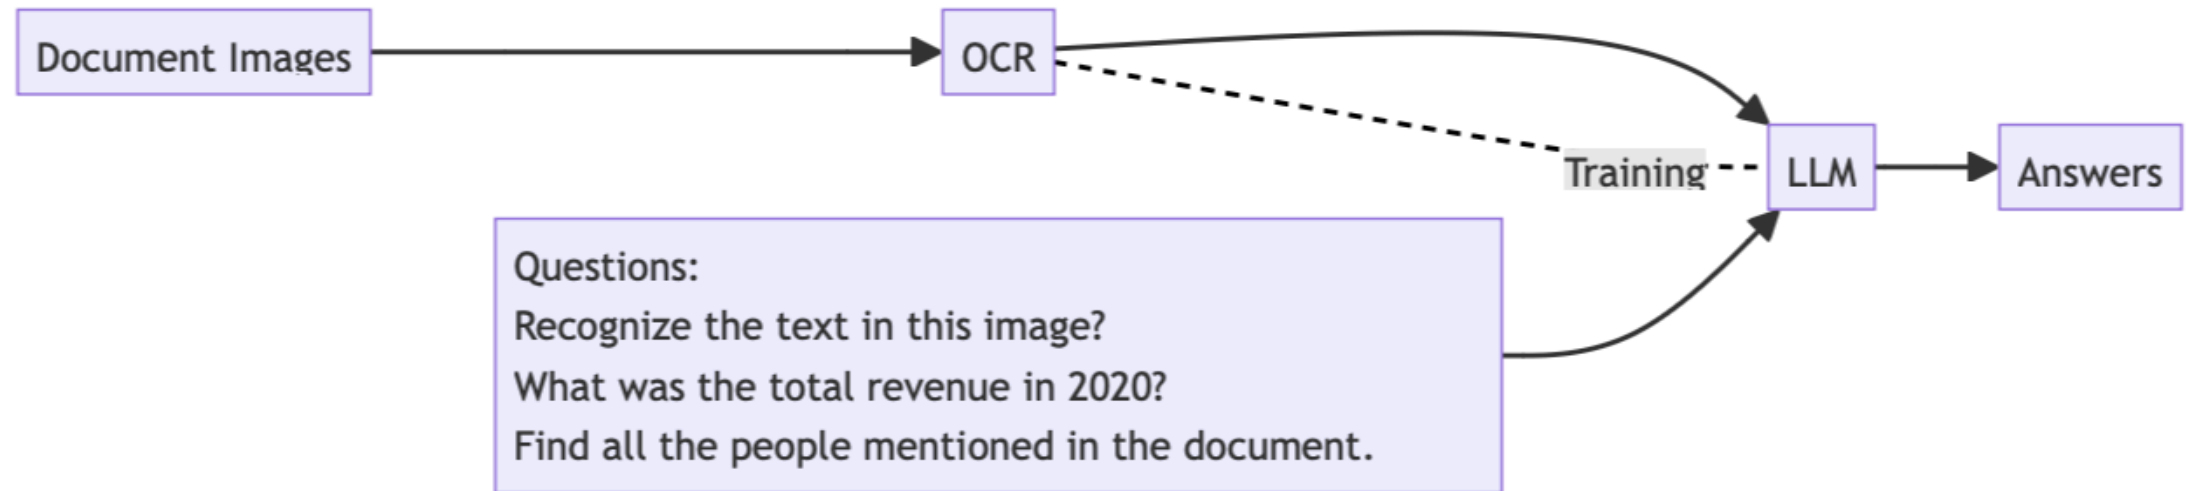 Document Images
OCR
Training
LLM
Answers
Questions:
Recognize the text in this image?
What was the total revenue in 2020?
Find all the people mentioned in the document.